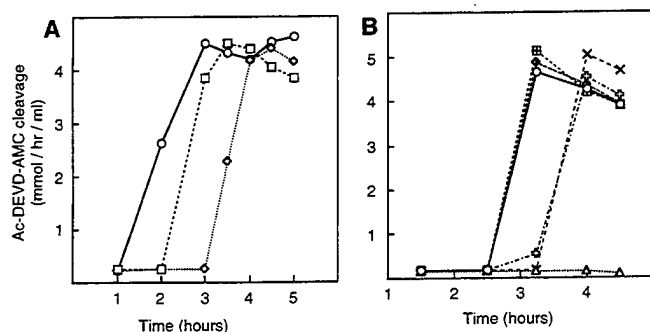 A
B
Ac-DEVD-AMC cleavage
(mmol / hr / ml)
4
3
2
1
1 2 3 4 5
Time (hours)
5
4
3
2
1
1 2 3 4
Time (hours)